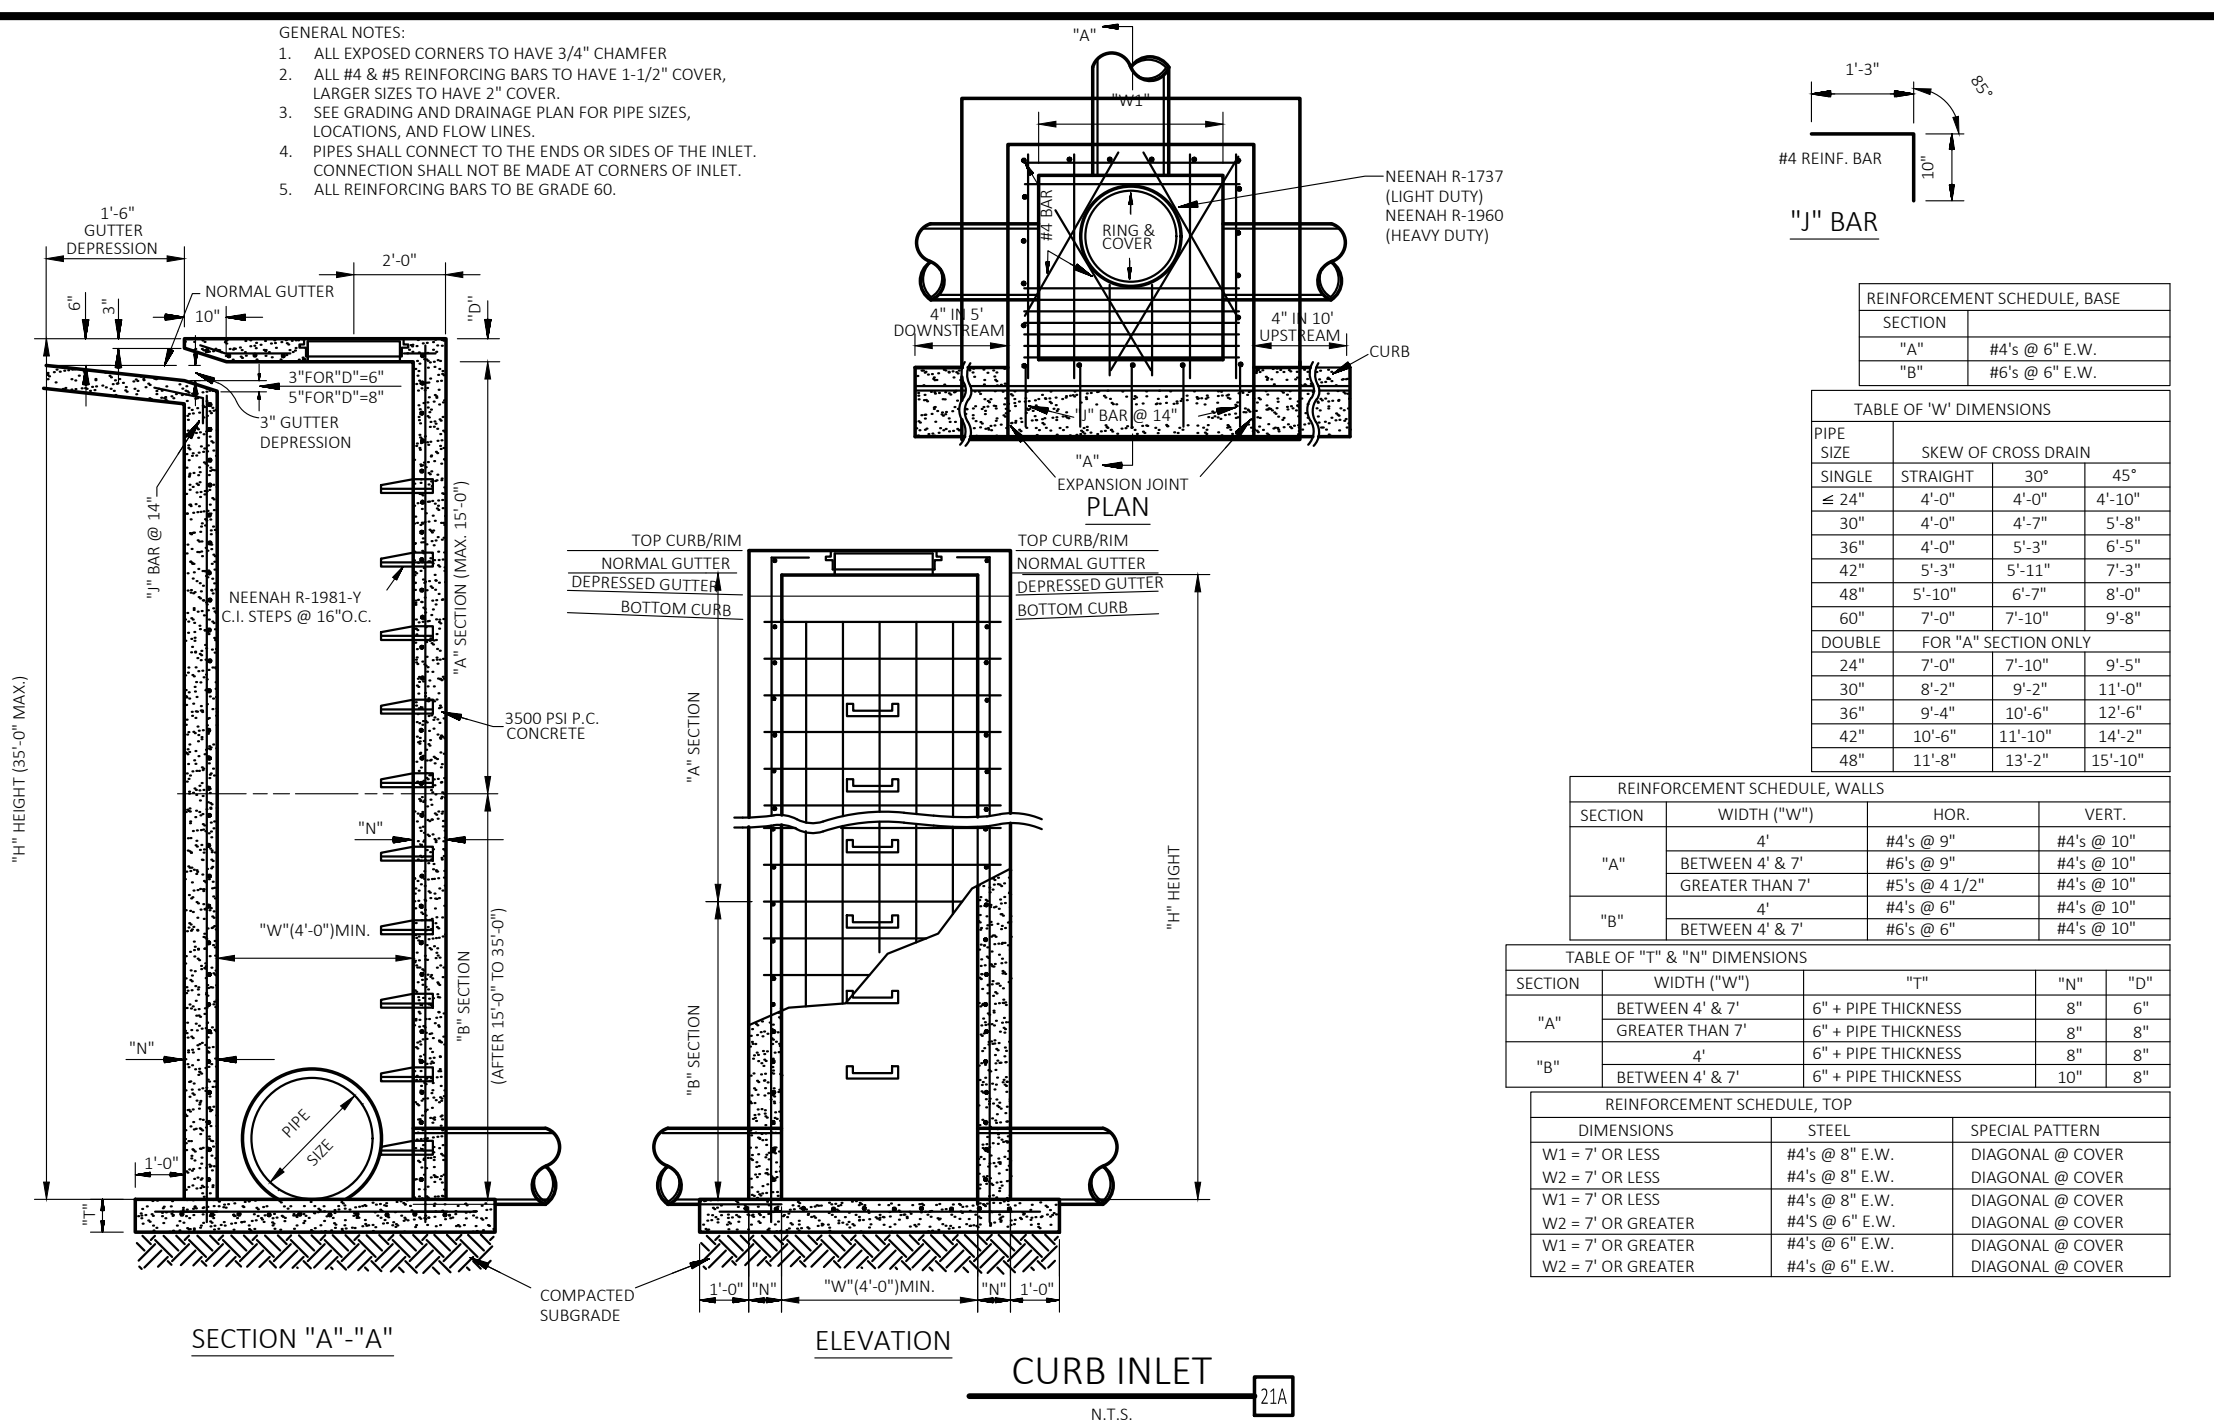 GENERAL NOTES:
1. ALL EXPOSED CORNERS TO HAVE 3/4" CHAMFER
2. ALL #4 & #5 REINFORCING BARS TO HAVE 1-1/2" COVER,
LARGER SIZES TO HAVE 2" COVER.
3. SEE GRADING AND DRAINAGE PLAN FOR PIPE SIZES,
LOCATIONS, AND FLOW LINES.
4. PIPES SHALL CONNECT TO THE ENDS OR SIDES OF THE INLET.
CONNECTION SHALL NOT BE MADE AT CORNERS OF INLET.
5. ALL REINFORCING BARS TO BE GRADE 60.
1'-6"
GUTTER
DEPRESSION
2'-0"
NORMAL GUTTER
6"
3"
10"
"D"
3"FOR"D"=6"
5"FOR"D"=8"
3" GUTTER
DEPRESSION
"J" BAR @ 14"
NEENAH R-1981-Y
C.I. STEPS @ 16"O.C.
"A" SECTION (MAX. 15'-0")
3500 PSI P.C.
CONCRETE
"H" HEIGHT (35'-0" MAX.)
"N"
"W"(4'-0")MIN.
"B" SECTION
(AFTER 15'-0" TO 35'-0")
"N"
PIPE
SIZE
1'-0"
"T"
COMPACTED
SUBGRADE
SECTION "A"-"A"
"A"
"W1"
#4 BAR
RING &
COVER
NEENAH R-1737
(LIGHT DUTY)
NEENAH R-1960
(HEAVY DUTY)
4" IN 5'
DOWNSTREAM
4" IN 10'
UPSTREAM
CURB
"J" BAR @ 14"
"A"
EXPANSION JOINT
PLAN
TOP CURB/RIM
NORMAL GUTTER
DEPRESSED GUTTER
BOTTOM CURB
TOP CURB/RIM
NORMAL GUTTER
DEPRESSED GUTTER
BOTTOM CURB
"A" SECTION
"B" SECTION
"H" HEIGHT
1'-0" "N" "W"(4'-0")MIN. "N" 1'-0"
ELEVATION
CURB INLET
21A
N.T.S.
1'-3"
85°
#4 REINF. BAR
10"
"J" BAR
REINFORCEMENT SCHEDULE, BASE
SECTION
"A" #4's @ 6" E.W.
"B" #6's @ 6" E.W.
TABLE OF 'W' DIMENSIONS
PIPE
SIZE SKEW OF CROSS DRAIN
SINGLE STRAIGHT 30° 45°
≤ 24" 4'-0" 4'-0" 4'-10"
30" 4'-0" 4'-7" 5'-8"
36" 4'-0" 5'-3" 6'-5"
42" 5'-3" 5'-11" 7'-3"
48" 5'-10" 6'-7" 8'-0"
60" 7'-0" 7'-10" 9'-8"
DOUBLE FOR "A" SECTION ONLY
24" 7'-0" 7'-10" 9'-5"
30" 8'-2" 9'-2" 11'-0"
36" 9'-4" 10'-6" 12'-6"
42" 10'-6" 11'-10" 14'-2"
48" 11'-8" 13'-2" 15'-10"
REINFORCEMENT SCHEDULE, WALLS
SECTION WIDTH ("W") HOR. VERT.
"A" 4' #4's @ 9" #4's @ 10"
BETWEEN 4' & 7' #6's @ 9" #4's @ 10"
GREATER THAN 7' #5's @ 4 1/2" #4's @ 10"
"B" 4' #4's @ 6" #4's @ 10"
BETWEEN 4' & 7' #6's @ 6" #4's @ 10"
TABLE OF "T" & "N" DIMENSIONS
SECTION WIDTH ("W") "T" "N" "D"
"A" BETWEEN 4' & 7' 6" + PIPE THICKNESS 8" 6"
GREATER THAN 7' 6" + PIPE THICKNESS 8" 8"
"B" 4' 6" + PIPE THICKNESS 8" 8"
BETWEEN 4' & 7' 6" + PIPE THICKNESS 10" 8"
REINFORCEMENT SCHEDULE, TOP
DIMENSIONS STEEL SPECIAL PATTERN
W1 = 7' OR LESS #4's @ 8" E.W. DIAGONAL @ COVER
W2 = 7' OR LESS #4's @ 8" E.W. DIAGONAL @ COVER
W1 = 7' OR LESS #4's @ 8" E.W. DIAGONAL @ COVER
W2 = 7' OR GREATER #4'S @ 6" E.W. DIAGONAL @ COVER
W1 = 7' OR GREATER #4's @ 6" E.W. DIAGONAL @ COVER
W2 = 7' OR GREATER #4's @ 6" E.W. DIAGONAL @ COVER